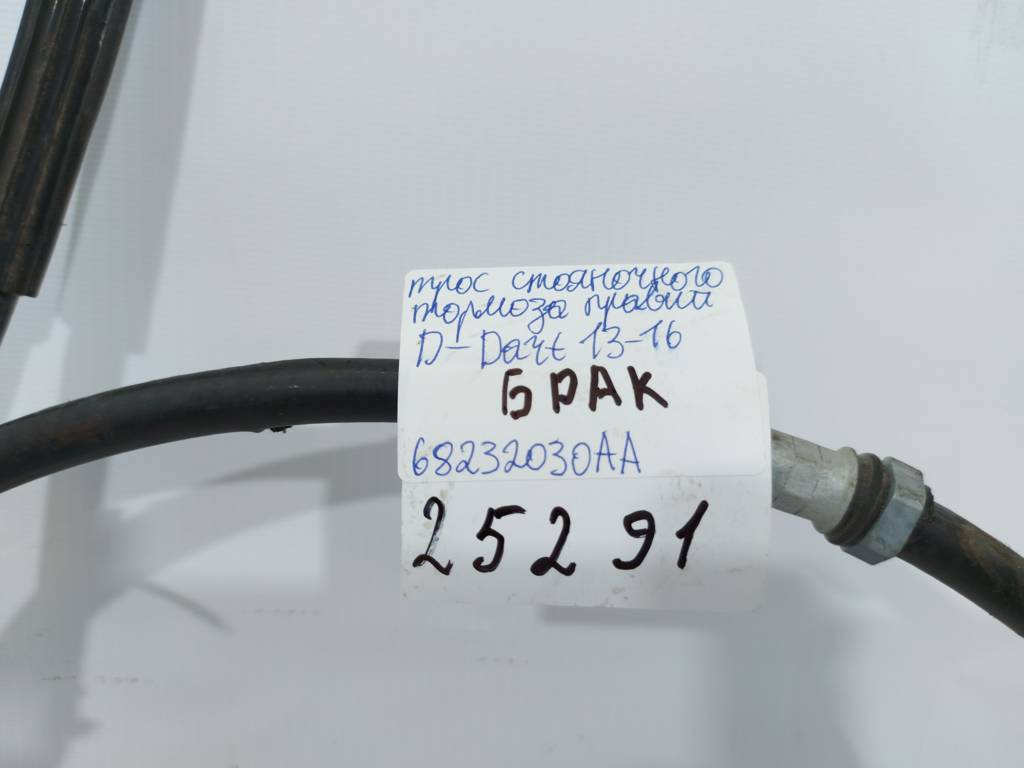 трос стояночного
тормоза правый
D-Dart 13-16
БРАК
68232030AA
25291